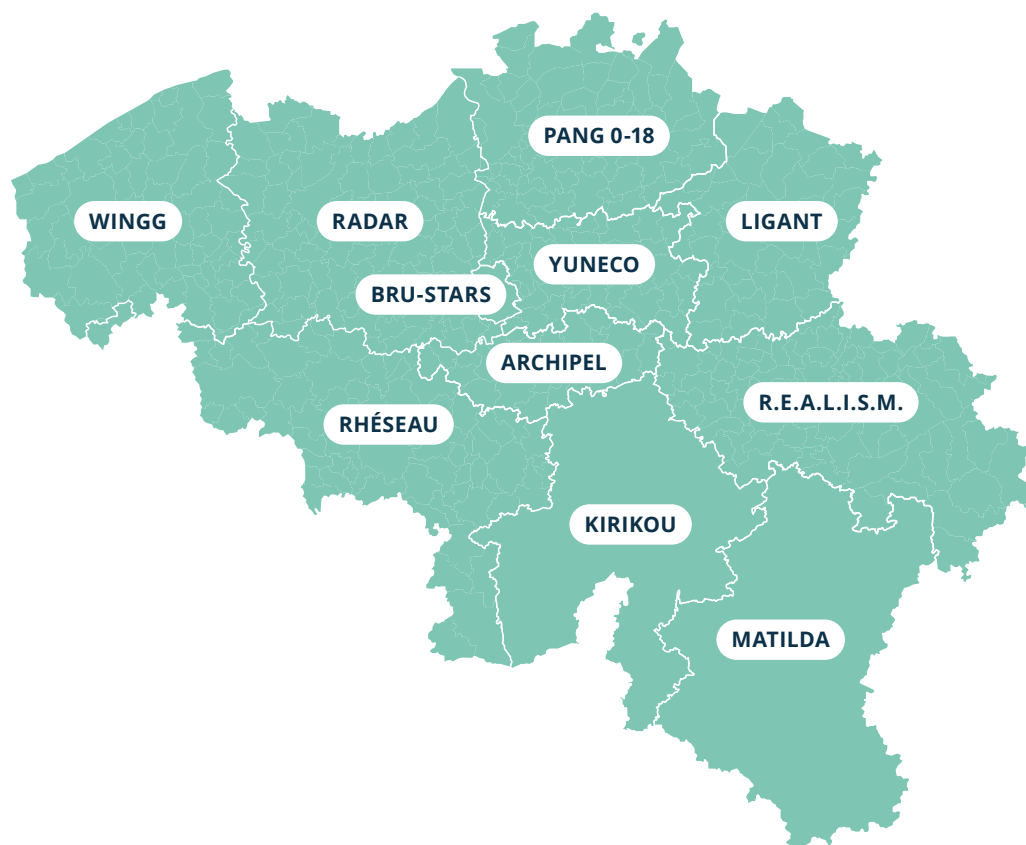 PANG 0-18
WINGG
RADAR
LIGANT
YUNECO
BRU-STARS
ARCHIPEL
R.E.A.L.I.S.M.
RHÉSEAU
KIRIKOU
MATILDA